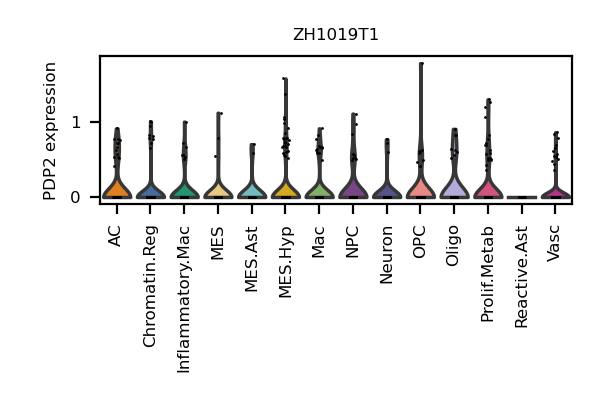 ZH1019T1
PDP2 expression
1
0
AC
Chromatin.Reg
Inflammatory.Mac
MES
MES.Ast
MES.Hyp
Mac
NPC
Neuron
OPC
Oligo
Prolif.Metab
Reactive.Ast
Vasc